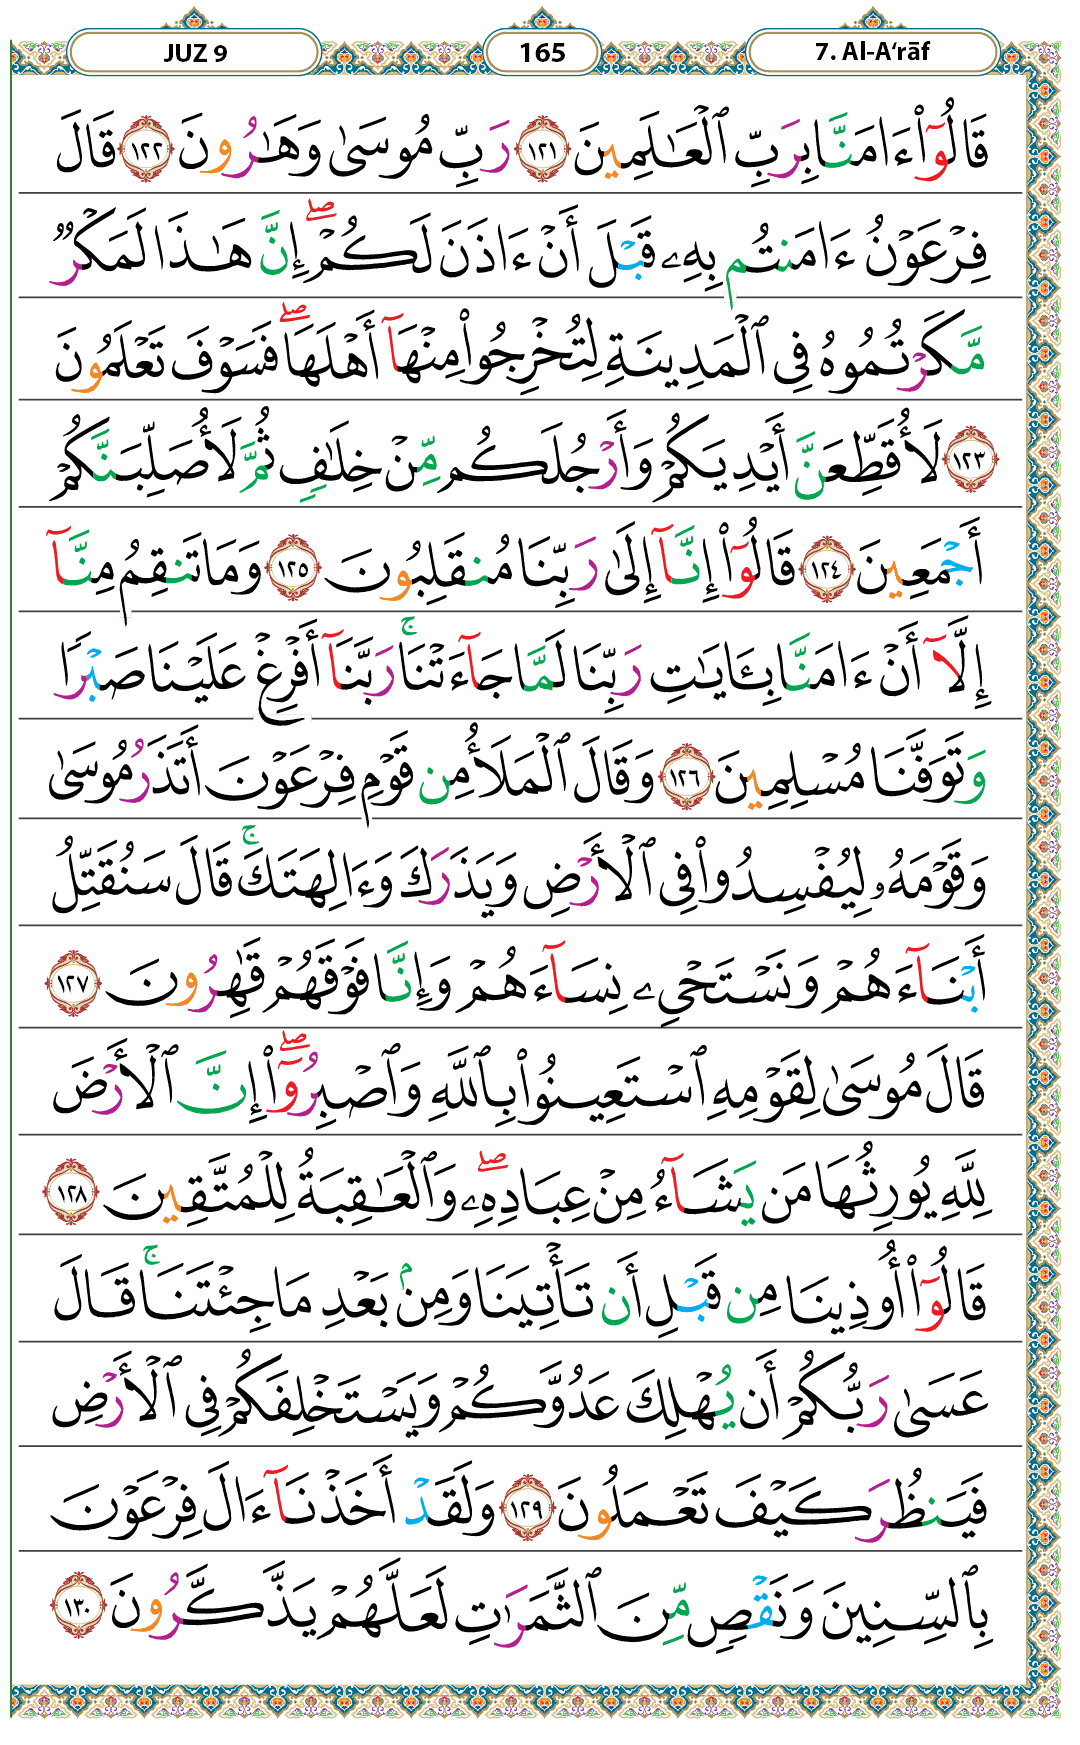 JUZ 9
165
7. Al-A‘rāf
قَالُوٓا۟ ءَامَنَّا بِرَبِّ ٱلْعَـٰلَمِينَ ١٢١ رَبِّ مُوسَىٰ وَهَـٰرُونَ ١٢٢ قَالَ
فِرْعَوْنُ ءَامَنتُم بِهِۦ قَبْلَ أَنْ ءَاذَنَ لَكُمْ ۖ إِنَّ هَـٰذَا لَمَكْرٌ
مَّكَرْتُمُوهُ فِى ٱلْمَدِينَةِ لِتُخْرِجُوا۟ مِنْهَآ أَهْلَهَا ۖ فَسَوْفَ تَعْلَمُونَ
١٢٣ لَأُقَطِّعَنَّ أَيْدِيَكُمْ وَأَرْجُلَكُم مِّنْ خِلَـٰفٍ ثُمَّ لَأُصَلِّبَنَّكُمْ
أَجْمَعِينَ ١٢٤ قَالُوٓا۟ إِنَّآ إِلَىٰ رَبِّنَا مُنقَلِبُونَ ١٢٥ وَمَا تَنقِمُ مِنَّآ
إِلَّآ أَنْ ءَامَنَّا بِـَٔايَـٰتِ رَبِّنَا لَمَّا جَآءَتْنَا ۚ رَبَّنَآ أَفْرِغْ عَلَيْنَا صَبْرًا
وَتَوَفَّنَا مُسْلِمِينَ ١٢٦ وَقَالَ ٱلْمَلَأُ مِن قَوْمِ فِرْعَوْنَ أَتَذَرُ مُوسَىٰ
وَقَوْمَهُۥ لِيُفْسِدُوا۟ فِى ٱلْأَرْضِ وَيَذَرَكَ وَءَالِهَتَكَ ۚ قَالَ سَنُقَتِّلُ
أَبْنَآءَهُمْ وَنَسْتَحْىِۦ نِسَآءَهُمْ وَإِنَّا فَوْقَهُمْ قَـٰهِرُونَ ١٢٧
قَالَ مُوسَىٰ لِقَوْمِهِ ٱسْتَعِينُوا۟ بِٱللَّهِ وَٱصْبِرُوٓا۟ ۖ إِنَّ ٱلْأَرْضَ
لِلَّهِ يُورِثُهَا مَن يَشَآءُ مِنْ عِبَادِهِۦ ۖ وَٱلْعَـٰقِبَةُ لِلْمُتَّقِينَ ١٢٨
قَالُوٓا۟ أُوذِينَا مِن قَبْلِ أَن تَأْتِيَنَا وَمِنۢ بَعْدِ مَا جِئْتَنَا ۚ قَالَ
عَسَىٰ رَبُّكُمْ أَن يُهْلِكَ عَدُوَّكُمْ وَيَسْتَخْلِفَكُمْ فِى ٱلْأَرْضِ
فَيَنظُرَ كَيْفَ تَعْمَلُونَ ١٢٩ وَلَقَدْ أَخَذْنَآ ءَالَ فِرْعَوْنَ
بِٱلسِّنِينَ وَنَقْصٍ مِّنَ ٱلثَّمَرَٰتِ لَعَلَّهُمْ يَذَّكَّرُونَ ١٣٠